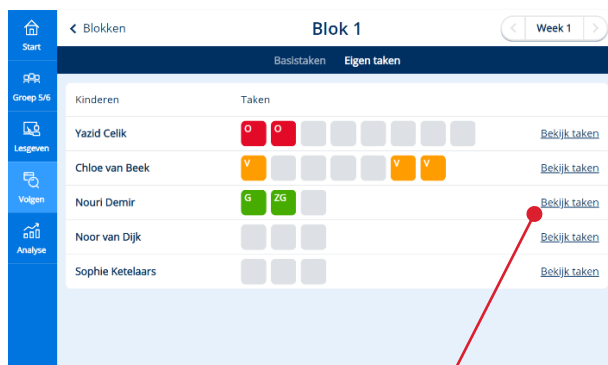 Start
Groep 5/6
Lesgeven
Volgen
Analyse
Blokken
Blok 1
Week 1
Basistaken Eigen taken
Kinderen Taken
Yazid Celik O O Bekijk taken
Chloe van Beek V V V Bekijk taken
Nouri Demir G ZG Bekijk taken
Noor van Dijk Bekijk taken
Sophie Ketelaars Bekijk taken